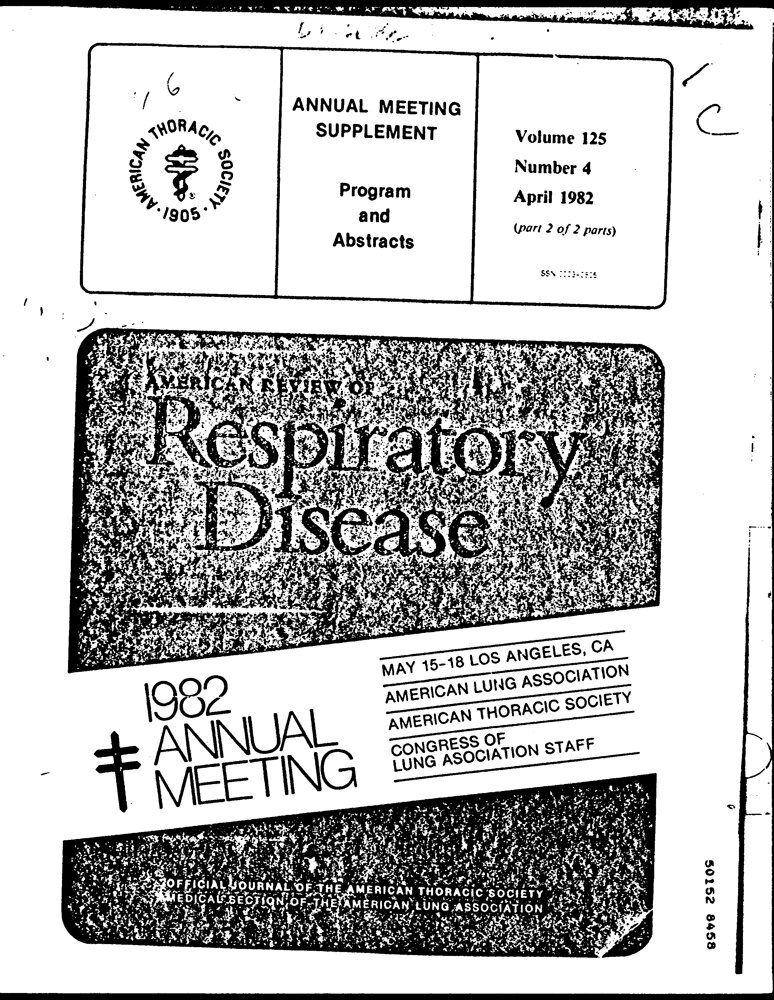 AMERICAN THORACIC SOCIETY
1905
ANNUAL MEETING
SUPPLEMENT
Program
and
Abstracts
Volume 125
Number 4
April 1982
(part 2 of 2 parts)
AMERICAN REVIEW OF
Respiratory
Disease
1982
ANNUAL
MEETING
MAY 15-18 LOS ANGELES, CA
AMERICAN LUNG ASSOCIATION
AMERICAN THORACIC SOCIETY
CONGRESS OF
LUNG ASOCIATION STAFF
OFFICIAL JOURNAL OF THE AMERICAN THORACIC SOCIETY
MEDICAL SECTION OF THE AMERICAN LUNG ASSOCIATION
50152 8458